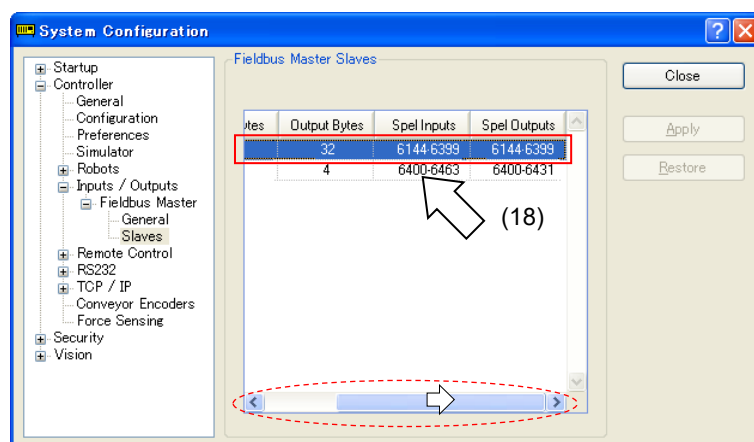 System Configuration
Startup
Controller
General
Configuration
Preferences
Simulator
Robots
Inputs / Outputs
Fieldbus Master
General
Slaves
Remote Control
RS232
TCP / IP
Conveyor Encoders
Force Sensing
Security
Vision
Fieldbus Master Slaves
Output Bytes Spel Inputs Spel Outputs
32 6144-6399 6144-6399
4 6400-6463 6400-6431
(18)
Close
Apply
Restore